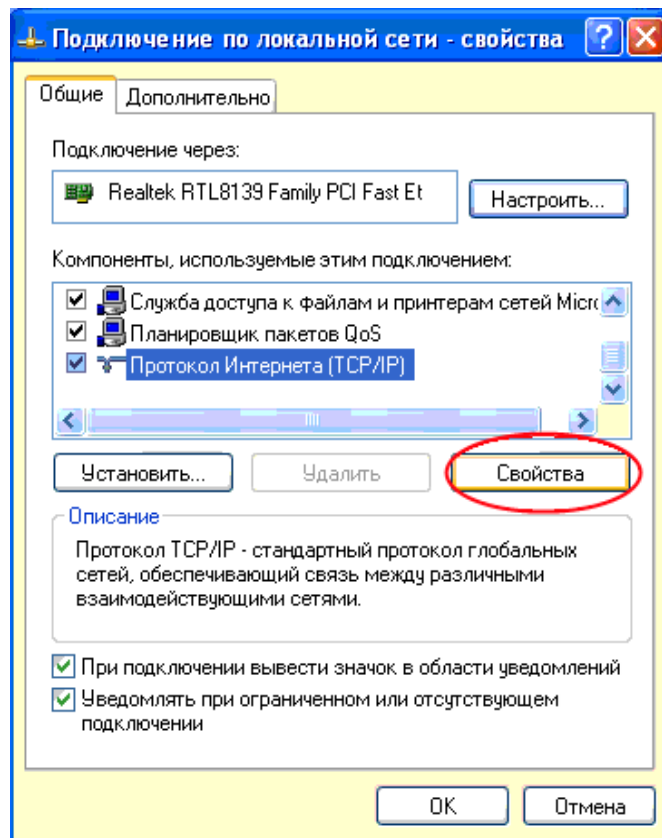 Подключение по локальной сети - свойства
Общие
Дополнительно
Подключение через:
Realtek RTL8139 Family PCI Fast Et
Настроить...
Компоненты, используемые этим подключением:
Служба доступа к файлам и принтерам сетей Micro
Планировщик пакетов QoS
Протокол Интернета (TCP/IP)
Установить...
Удалить
Свойства
Описание
Протокол TCP/IP - стандартный протокол глобальных
сетей, обеспечивающий связь между различными
взаимодействующими сетями.
При подключении вывести значок в области уведомлений
Уведомлять при ограниченном или отсутствующем
подключении
OK
Отмена